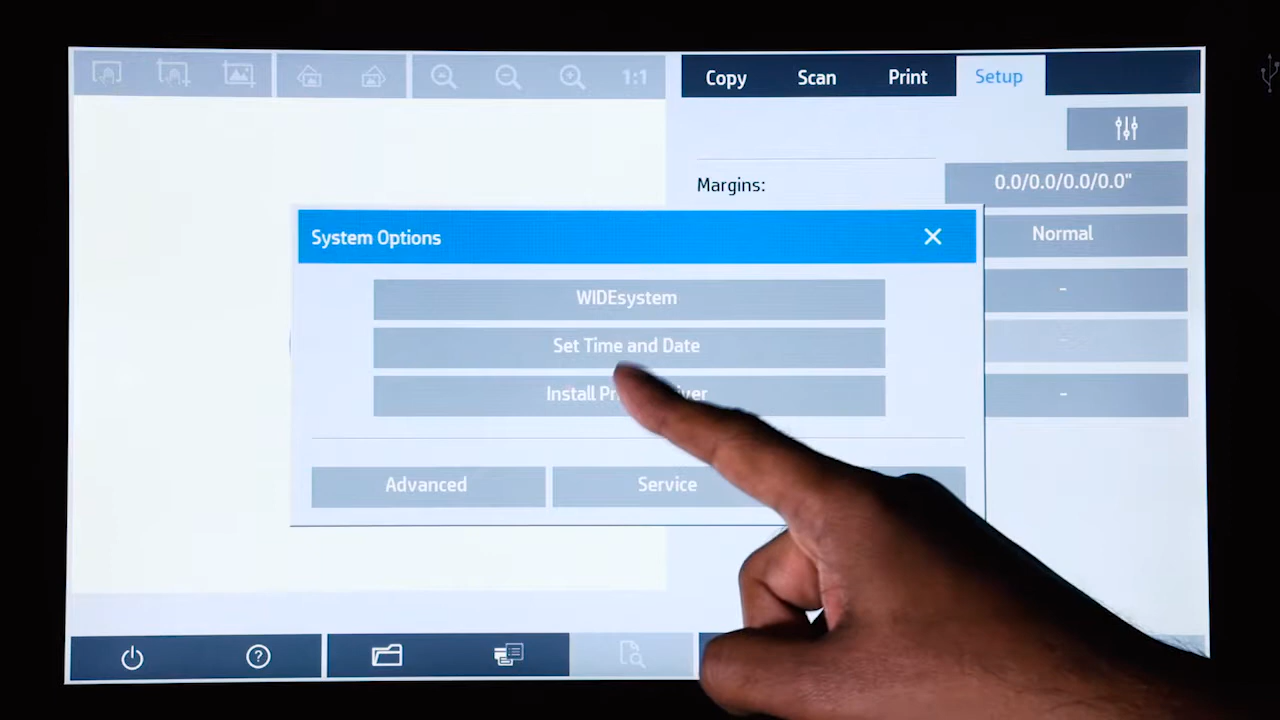 1:1
Copy
Scan
Print
Setup
Margins:
0.0/0.0/0.0/0.0"
Normal
-
-
-
System Options
WIDEsystem
Set Time and Date
Install
Advanced
Service